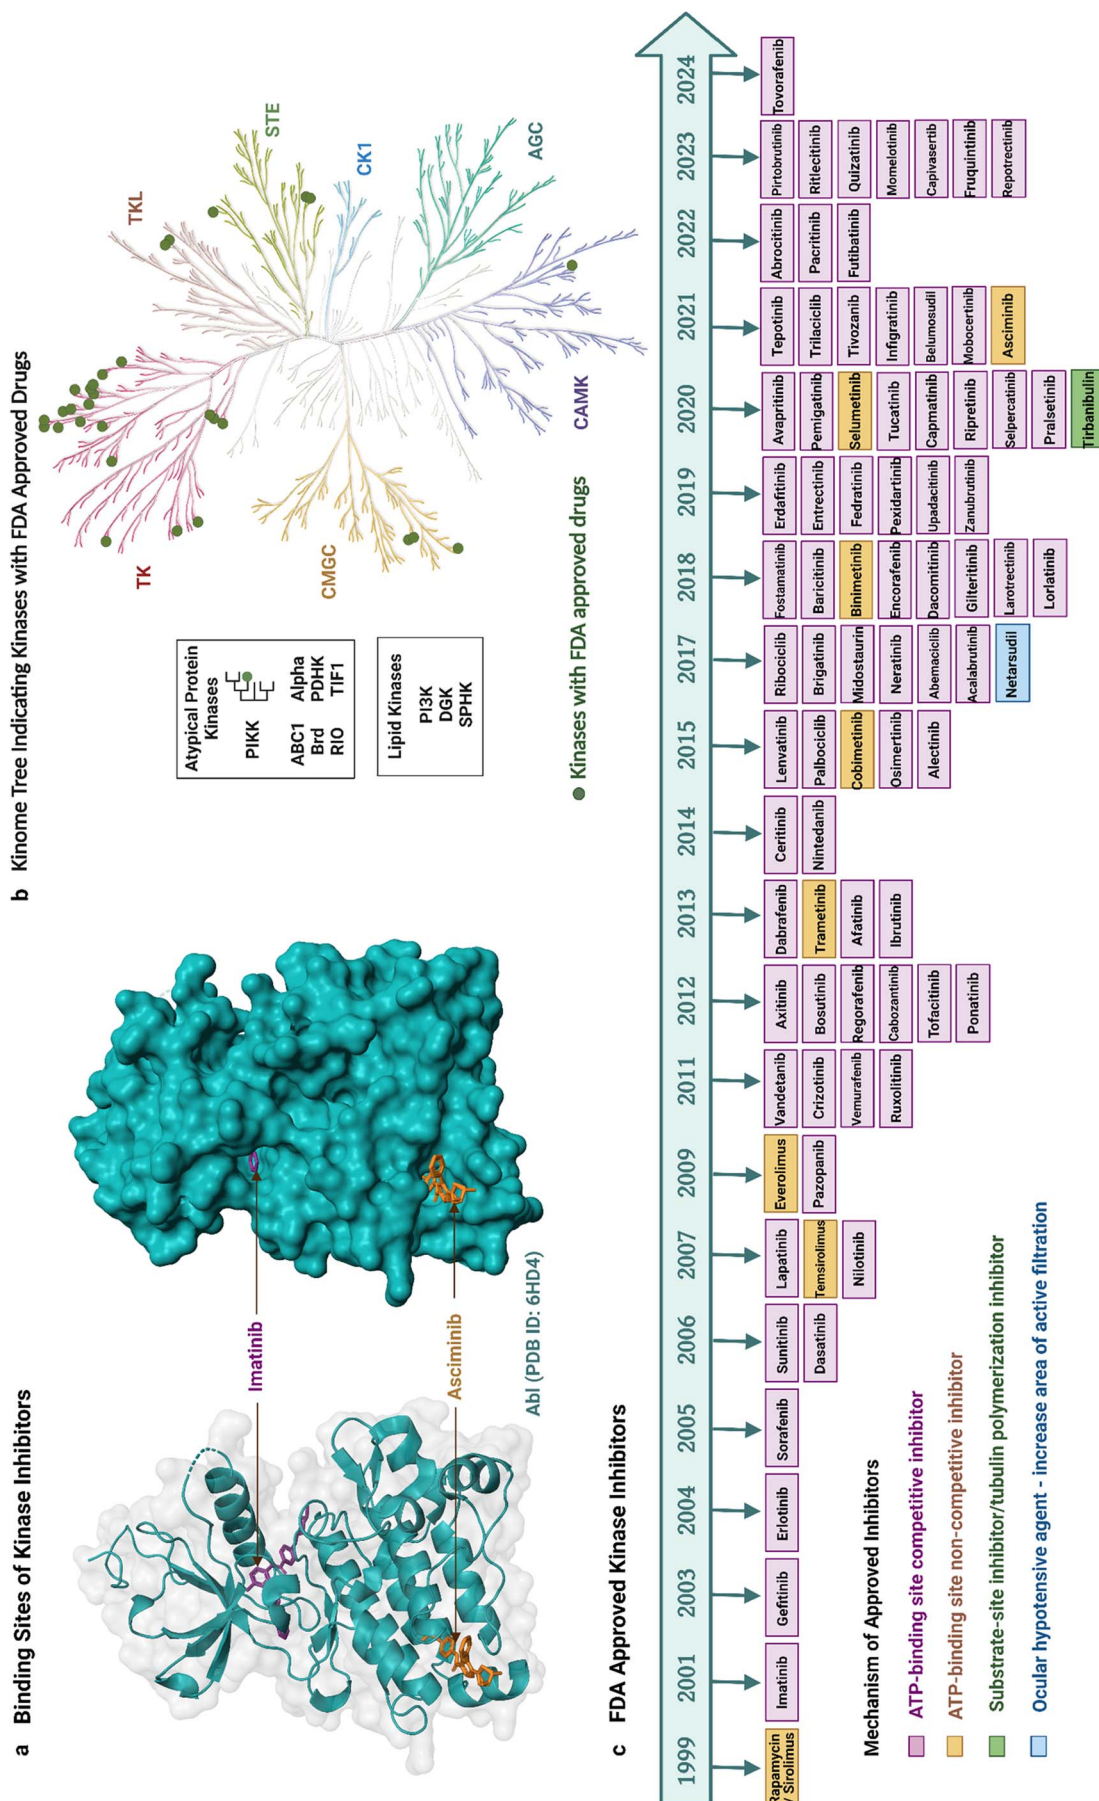 a Binding Sites of Kinase Inhibitors
Imatinib
Asciminib
Abl (PDB ID: 6HD4)
b Kinome Tree Indicating Kinases with FDA Approved Drugs
Atypical Protein
Kinases
PIKK
ABC1 Alpha
Brd PDHK
RIO TIF1
Lipid Kinases
PI3K
DGK
SPHK
TK
TKL
STE
CK1
AGC
CAMK
CMGC
Kinases with FDA approved drugs
c FDA Approved Kinase Inhibitors
1999
Rapamycin
/ Sirolimus
2001
Imatinib
2003
Gefitinib
2004
Erlotinib
2005
Sorafenib
2006
Sunitinib
Dasatinib
2007
Lapatinib
Temsirolimus
Nilotinib
2009
Everolimus
Pazopanib
2011
Vandetanib
Crizotinib
Vemurafenib
Ruxolitinib
2012
Axitinib
Bosutinib
Regorafenib
Cabozantinib
Tofacitinib
Ponatinib
2013
Dabrafenib
Trametinib
Afatinib
Ibrutinib
2014
Ceritinib
Nintedanib
2015
Lenvatinib
Palbociclib
Cobimetinib
Osimertinib
Alectinib
2017
Ribociclib
Brigatinib
Midostaurin
Neratinib
Abemaciclib
Acalabrutinib
Netarsudil
2018
Fostamatinib
Baricitinib
Binimetinib
Encorafenib
Dacomitinib
Gilteritinib
Larotrectinib
Lorlatinib
2019
Erdafitinib
Entrectinib
Fedratinib
Pexidartinib
Upadacitinib
Zanubrutinib
2020
Avapritinib
Pemigatinib
Selumetinib
Tucatinib
Capmatinib
Ripretinib
Selpercatinib
Pralsetinib
Tirbanibulin
2021
Tepotinib
Trilaciclib
Tivozanib
Infigratinib
Belumosudil
Mobocertinib
Asciminib
2022
Abrocitinib
Pacritinib
Futibatinib
2023
Pirtobrutinib
Ritlecitinib
Quizatinib
Momelotinib
Capivasertib
Fruquintinib
Repotrectinib
2024
Tovorafenib
Mechanism of Approved Inhibitors
ATP-binding site competitive inhibitor
ATP-binding site non-competitive inhibitor
Substrate-site inhibitor/tubulin polymerization inhibitor
Ocular hypotensive agent - increase area of active filtration